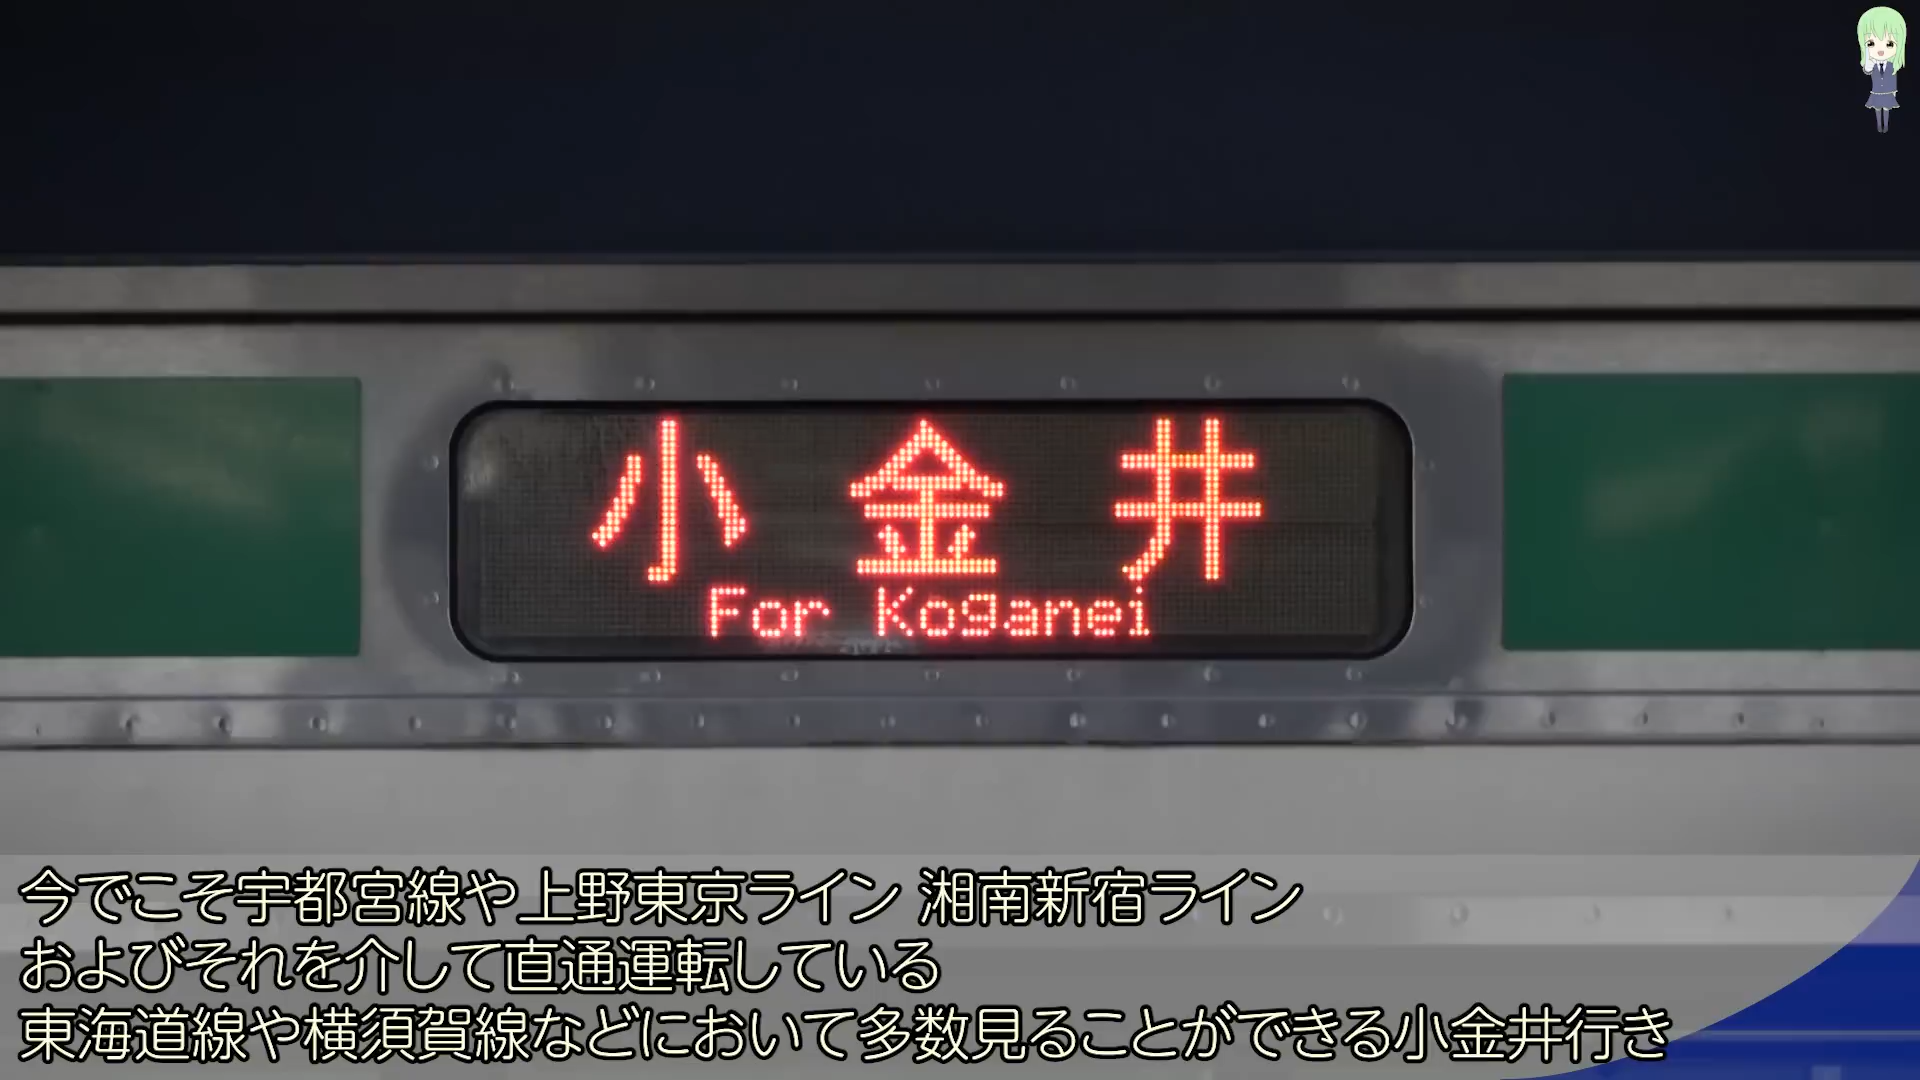 小金井
For Koganei
今でこそ宇都宮線や上野東京ライン 湘南新宿ライン
およびそれを介して直通運転している
東海道線や横須賀線などにおいて多数見ることができる小金井行き